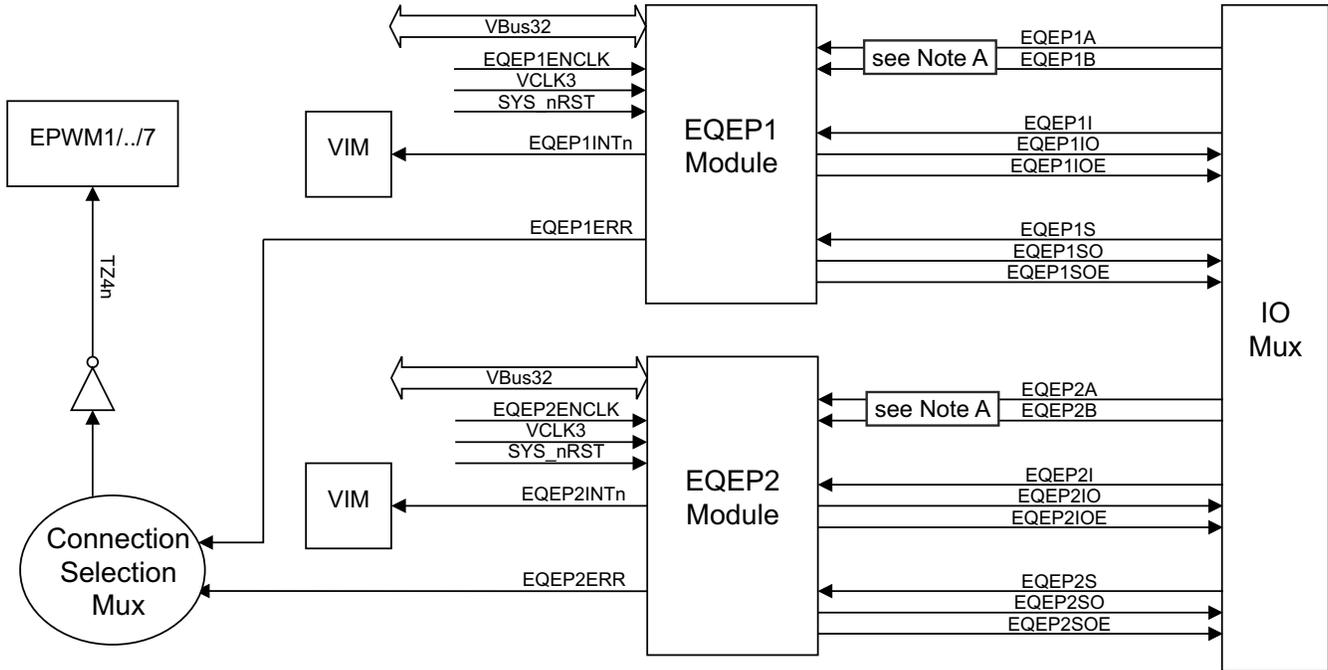 VBus32
EQEP1ENCLK
VCLK3
SYS_nRST
EQEP1INTn
EQEP1ERR
VIM
EPWM1/../7
TZ4n
EQEP1
Module
see Note A
EQEP1A
EQEP1B
EQEP1I
EQEP1IO
EQEP1IOE
EQEP1S
EQEP1SO
EQEP1SOE
IO
Mux
VBus32
EQEP2ENCLK
VCLK3
SYS_nRST
EQEP2INTn
EQEP2ERR
VIM
Connection
Selection
Mux
EQEP2
Module
see Note A
EQEP2A
EQEP2B
EQEP2I
EQEP2IO
EQEP2IOE
EQEP2S
EQEP2SO
EQEP2SOE